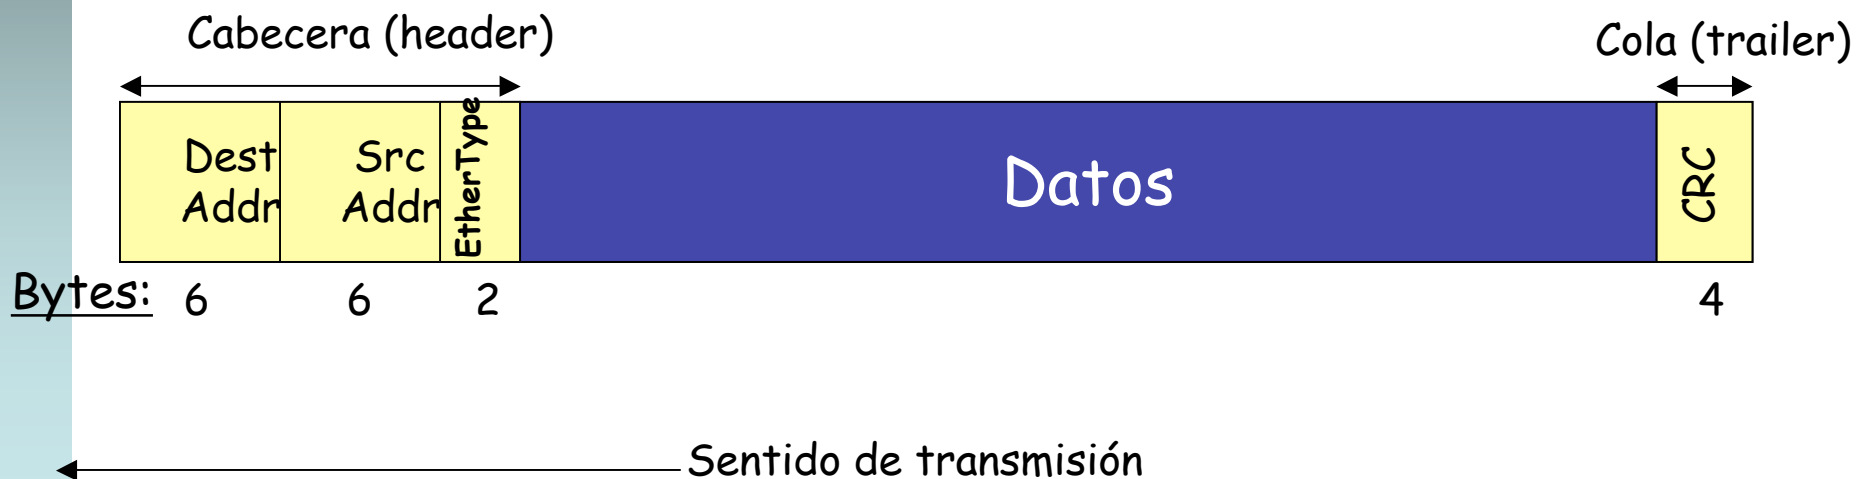 Cabecera (header)
Cola (trailer)
Dest
Addr
Src
Addr
EtherType
Datos
CRC
Bytes: 6 6 2 4
Sentido de transmisión